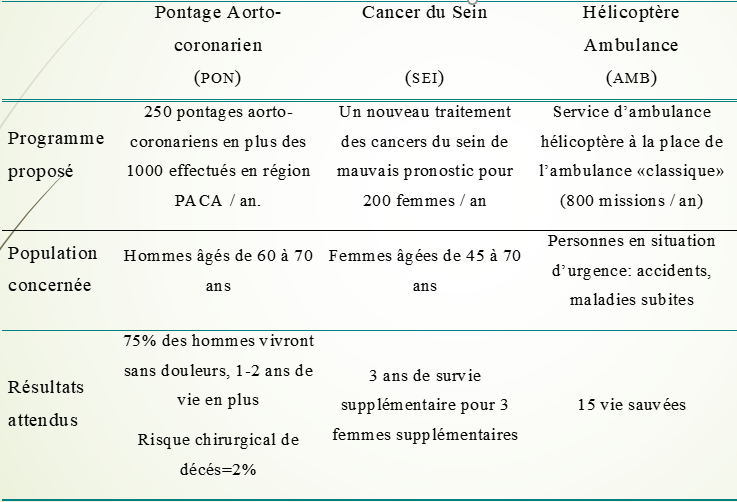 Pontage Aorto-
coronarien
(PON)
Cancer du Sein
(SEI)
Hélicoptère
Ambulance
(AMB)
Programme
proposé
250 pontages aorto-
coronariens en plus des
1000 effectués en région
PACA / an.
Un nouveau traitement
des cancers du sein de
mauvais pronostic pour
200 femmes / an
Service d’ambulance
hélicoptère à la place de
l’ambulance «classique»
(800 missions / an)
Population
concernée
Hommes âgés de 60 à 70
ans
Femmes âgées de 45 à 70
ans
Personnes en situation
d’urgence: accidents,
maladies subites
Résultats
attendus
75% des hommes vivront
sans douleurs, 1-2 ans de
vie en plus
Risque chirurgical de
décés=2%
3 ans de survie
supplémentaire pour 3
femmes supplémentaires
15 vie sauvées